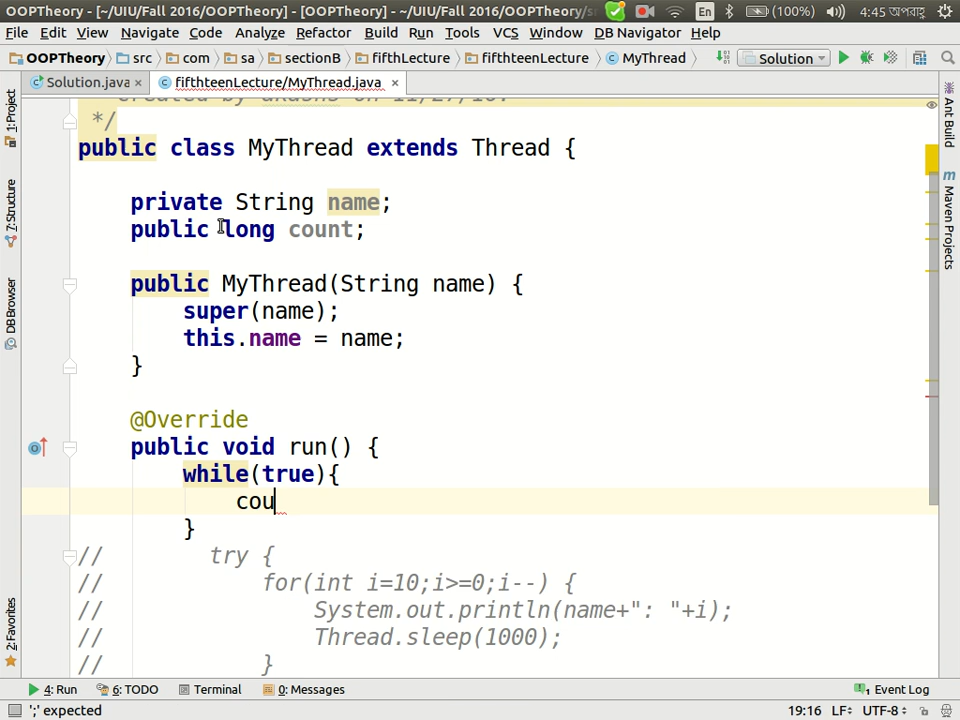 OOPTheory - [~/UIU/Fall 2016/OOPTheory] - [OOPTheory] - ~/UIU/Fall 2016/OOPTheory/s
En (100%) 4:45 অপরাহ্ণ
File Edit View Navigate Code Analyze Refactor Build Run Tools VCS Window DB Navigator Help
OOPTheory src com sa sectionB fifthLecture fifthteenLecture MyThread Solution
Solution.java × fifthteenLecture/MyThread.java ×
*/
public class MyThread extends Thread {
private String name;
public long count;
public MyThread(String name) {
super(name);
this.name = name;
}
@Override
public void run() {
while(true){
cou
}
// try {
// for(int i=10;i>=0;i--) {
// System.out.println(name+": "+i);
// Thread.sleep(1000);
// }
1: Project
7: Structure
DB Browser
2: Favorites
Ant Build
m Maven Projects
4: Run 6: TODO Terminal 0: Messages 1 Event Log
';' expected 19:16 LF÷ UTF-8÷